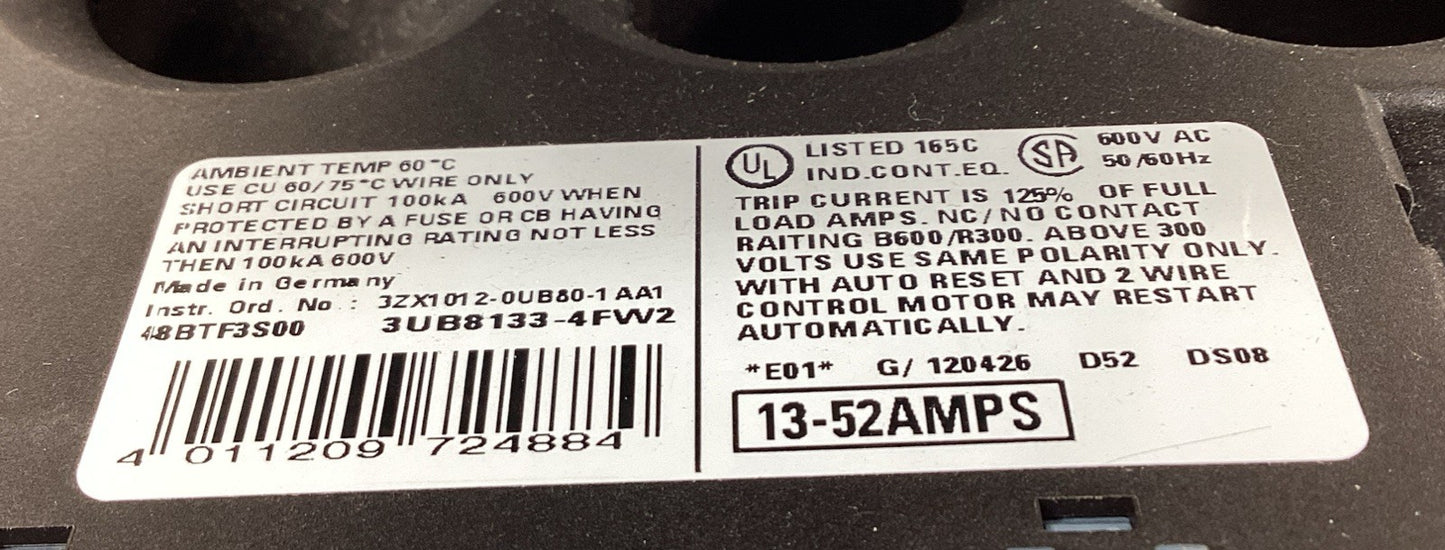 AMBIENT TEMP 60°C
USE CU 60/75°C WIRE ONLY
SHORT CIRCUIT 100kA 600V WHEN
PROTECTED BY A FUSE OR CB HAVING
AN INTERRUPTING RATING NOT LESS
THEN 100kA 600V
Made in Germany
Instr. Ord. No.: 3ZX1012-0UB80-1AA1
48BTF3S00 3UB8133-4FW2
4 011209 724884
UL LISTED 165C SA 600V AC
IND.CONT.EQ. 50/60Hz
TRIP CURRENT IS 125% OF FULL
LOAD AMPS. NC/NO CONTACT
RAITING B600/R300. ABOVE 300
VOLTS USE SAME POLARITY ONLY.
WITH AUTO RESET AND 2 WIRE
CONTROL MOTOR MAY RESTART
AUTOMATICALLY.
*E01* G/120426 D52 DS08
13-52AMPS